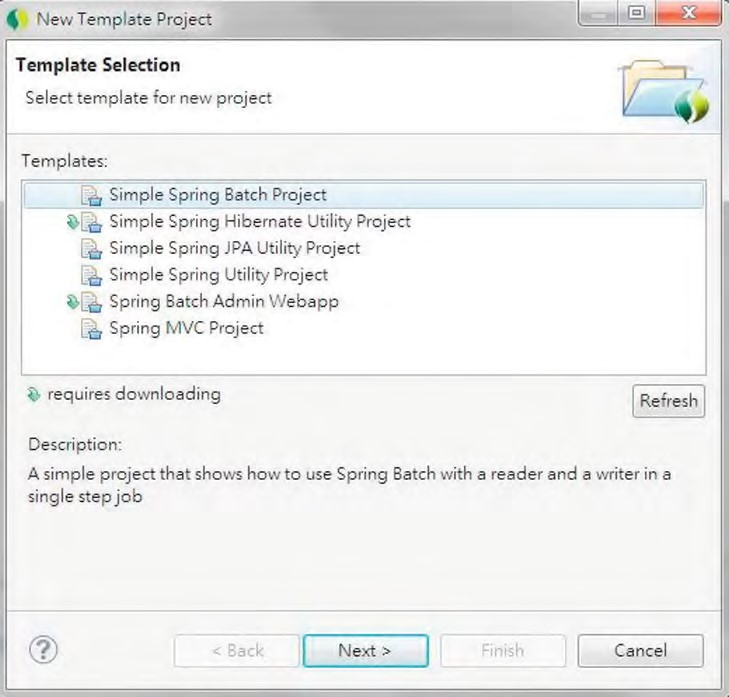 New Template Project
Template Selection
Select template for new project
Templates:
Simple Spring Batch Project
Simple Spring Hibernate Utility Project
Simple Spring JPA Utility Project
Simple Spring Utility Project
Spring Batch Admin Webapp
Spring MVC Project
requires downloading
Refresh
Description:
A simple project that shows how to use Spring Batch with a reader and a writer in a
single step job
? < Back Next > Finish Cancel